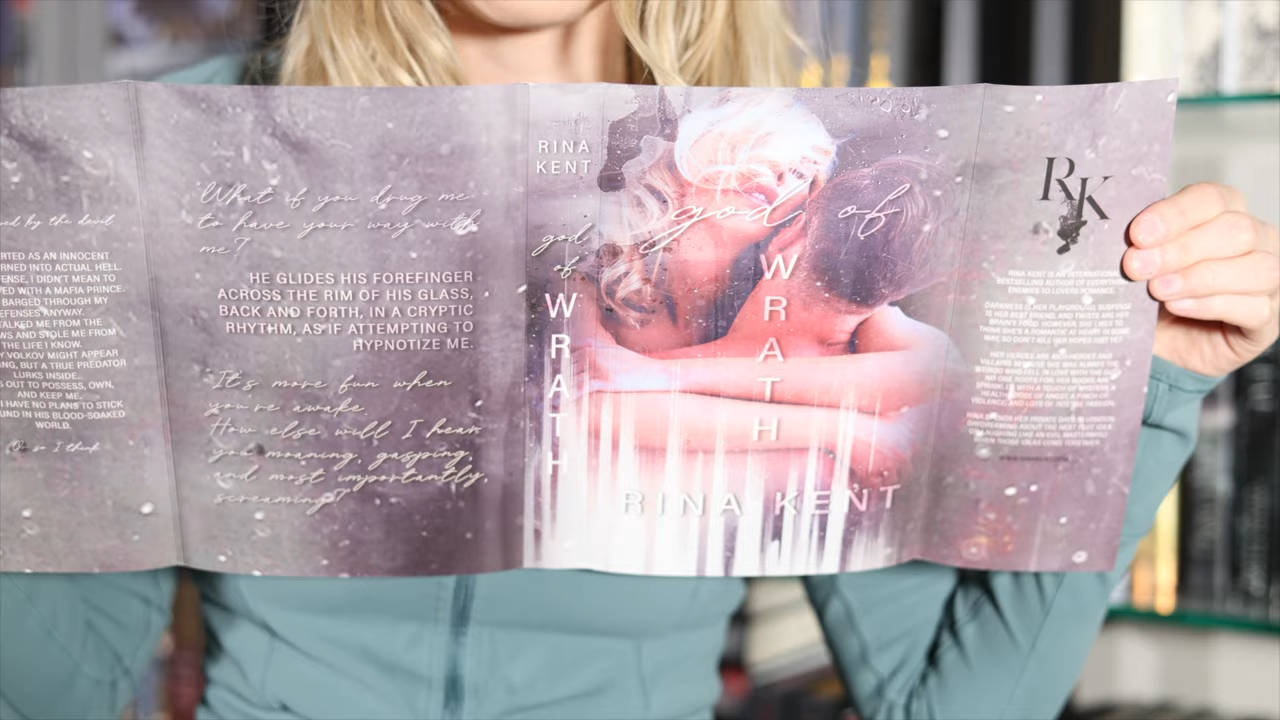 ed by the devil
RTED AS AN INNOCENT
RNED INTO ACTUAL HELL.
ENSE, I DIDN'T MEAN TO
VED WITH A MAFIA PRINCE.
BARGED THROUGH MY
EFENSES ANYWAY.
TALKED ME FROM THE
WS AND STOLE ME FROM
THE LIFE I KNOW.
Y VOLKOV MIGHT APPEAR
NG, BUT A TRUE PREDATOR
LURKS INSIDE.
S OUT TO POSSESS, OWN,
AND KEEP ME.
I HAVE NO PLANS TO STICK
UND IN HIS BLOOD-SOAKED
WORLD.
Or so I think
"What if you drug me
to have your way with
me?"
HE GLIDES HIS FOREFINGER
ACROSS THE RIM OF HIS GLASS,
BACK AND FORTH, IN A CRYPTIC
RHYTHM, AS IF ATTEMPTING TO
HYPNOTIZE ME.
"It's more fun when
you're awake.
How else will I hear
you moaning, gasping,
and most importantly,
screaming?"
RINA
KENT
god
of
WRATH
god of
WRATH
RINA KENT
RK
RINA KENT IS AN INTERNATIONAL
BESTSELLING AUTHOR OF EVERYTHING
ENEMIES TO LOVERS ROMANCE.
DARKNESS IS